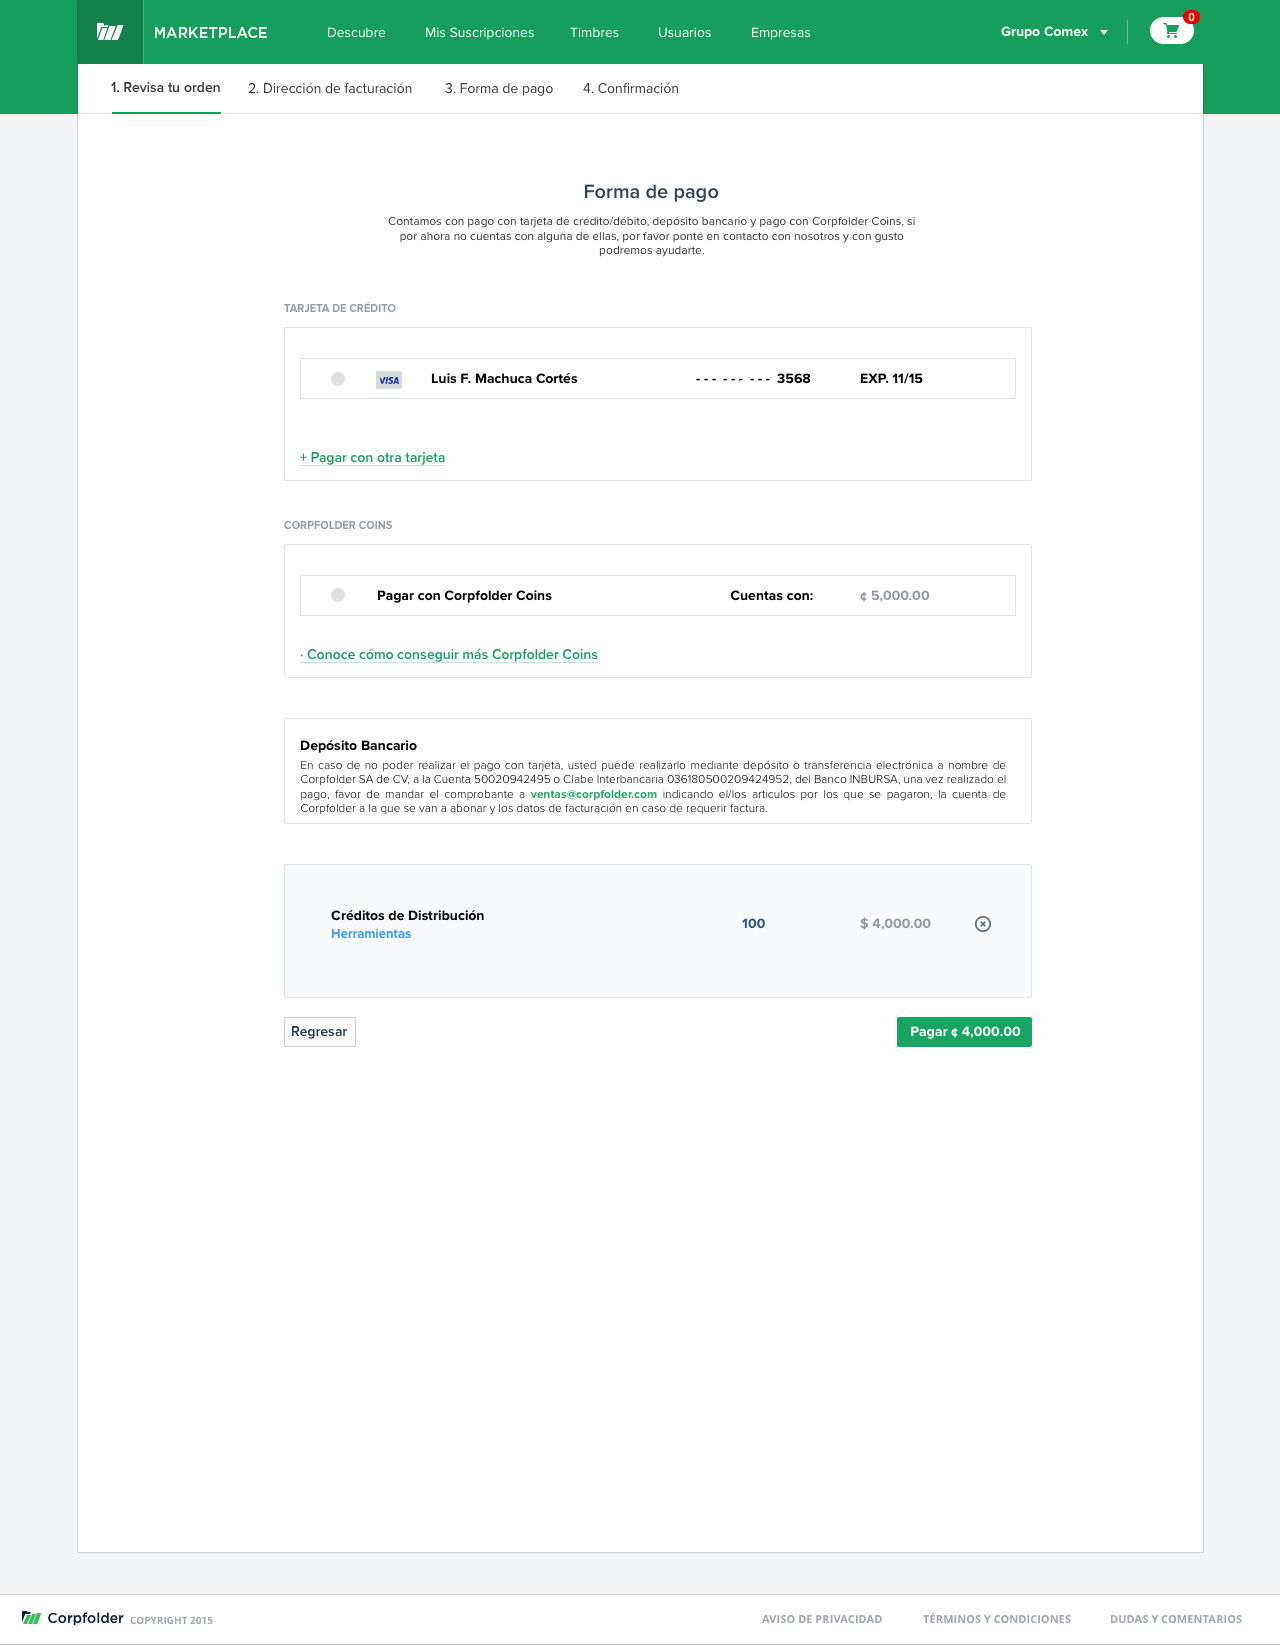 MARKETPLACE Descubre Mis Suscripciones Timbres Usuarios Empresas Grupo Comex 0
1. Revisa tu orden 2. Dirección de facturación 3. Forma de pago 4. Confirmación
Forma de pago
Contamos con pago con tarjeta de crédito/débito, depósito bancario y pago con Corpfolder Coins, si
por ahora no cuentas con alguna de ellas, por favor ponte en contacto con nosotros y con gusto
podremos ayudarte.
TARJETA DE CRÉDITO
VISA Luis F. Machuca Cortés - - - - - - - - - 3568 EXP. 11/15
+ Pagar con otra tarjeta
CORPFOLDER COINS
Pagar con Corpfolder Coins Cuentas con: ¢ 5,000.00
· Conoce cómo conseguir más Corpfolder Coins
Depósito Bancario
En caso de no poder realizar el pago con tarjeta, usted puede realizarlo mediante depósito o transferencia electrónica a nombre de
Corpfolder SA de CV, a la Cuenta 50020942495 o Clabe Interbancaria 036180500209424952, del Banco INBURSA, una vez realizado el
pago, favor de mandar el comprobante a ventas@corpfolder.com indicando el/los articulos por los que se pagaron, la cuenta de
Corpfolder a la que se van a abonar y los datos de facturación en caso de requerir factura.
Créditos de Distribución 100 $ 4,000.00
Herramientas
Regresar Pagar ¢ 4,000.00
Corpfolder COPYRIGHT 2015 AVISO DE PRIVACIDAD TÉRMINOS Y CONDICIONES DUDAS Y COMENTARIOS